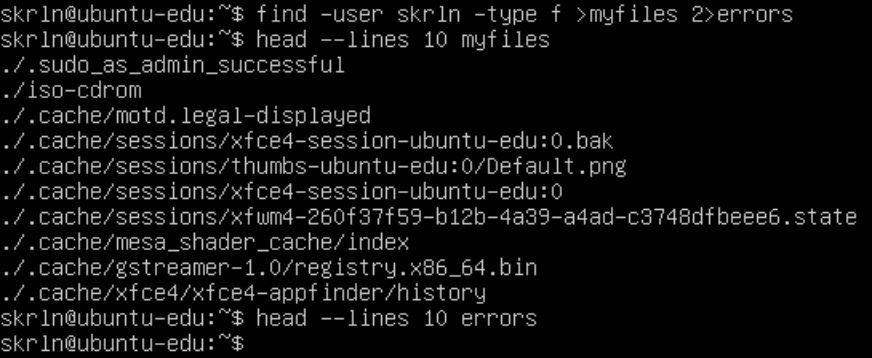 skrln@ubuntu-edu:~$ find -user skrln -type f >myfiles 2>errors
skrln@ubuntu-edu:~$ head --lines 10 myfiles
./.sudo_as_admin_successful
./iso-cdrom
./.cache/motd.legal-displayed
./.cache/sessions/xfce4-session-ubuntu-edu:0.bak
./.cache/sessions/thumbs-ubuntu-edu:0/Default.png
./.cache/sessions/xfce4-session-ubuntu-edu:0
./.cache/sessions/xfwm4-260f37f59-b12b-4a39-a4ad-c3748dfbeee6.state
./.cache/mesa_shader_cache/index
./.cache/gstreamer-1.0/registry.x86_64.bin
./.cache/xfce4/xfce4-appfinder/history
skrln@ubuntu-edu:~$ head --lines 10 errors
skrln@ubuntu-edu:~$